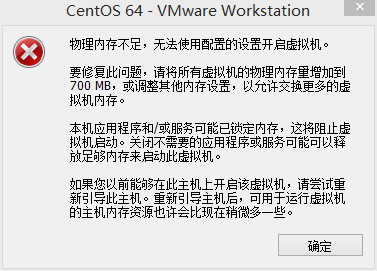 CentOS 64 - VMware Workstation
物理内存不足，无法使用配置的设置开启虚拟机。
要修复此问题，请将所有虚拟机的物理内存量增加到
700 MB，或调整其他内存设置，以允许交换更多的虚
拟机内存。
本机应用程序和/或服务可能已锁定内存，这将阻止虚
拟机启动。关闭不需要的应用程序或服务可能可以释
放足够内存来启动此虚拟机。
如果您以前能够在此主机上开启该虚拟机，请尝试重
新引导此主机。重新引导主机后，可用于运行虚拟机
的主机内存资源也许会比现在稍微多一些。
确定